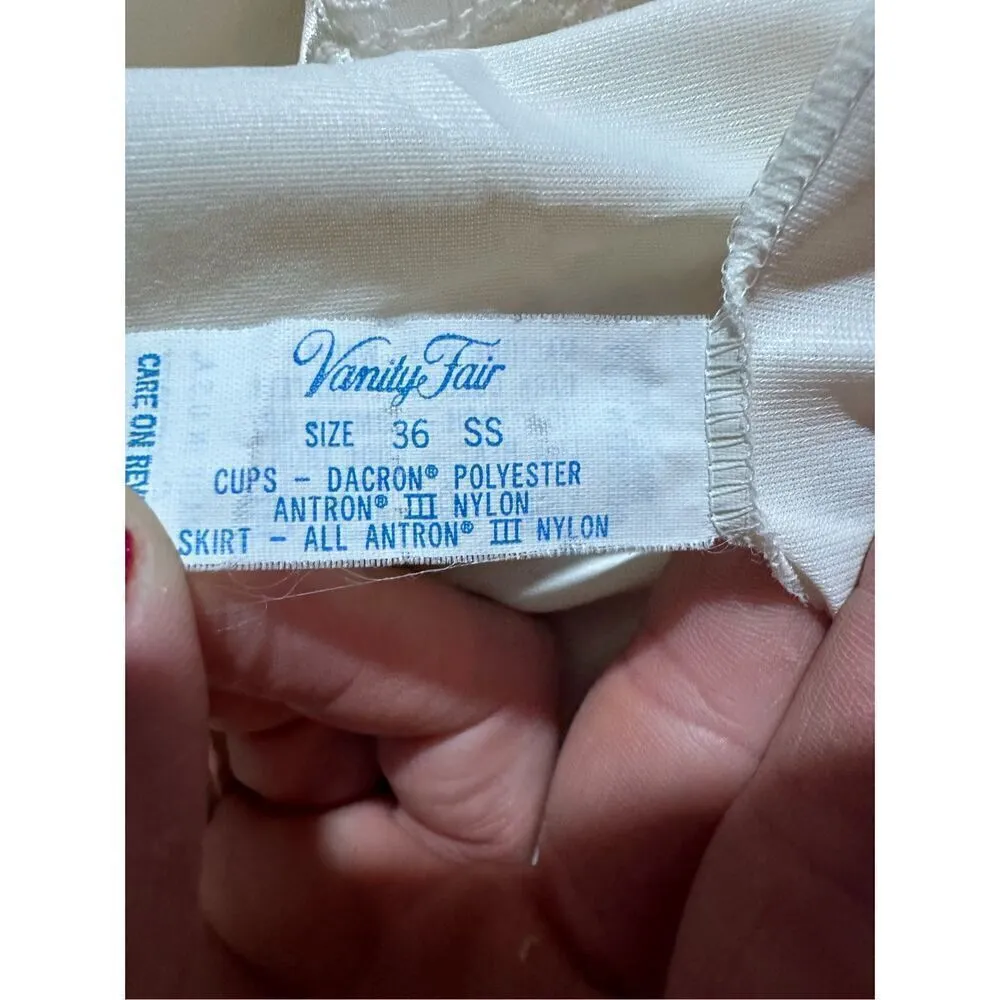 Vanity Fair
SIZE 36 SS
CUPS - DACRON® POLYESTER
ANTRON® III NYLON
SKIRT - ALL ANTRON® III NYLON
CARE ON REV